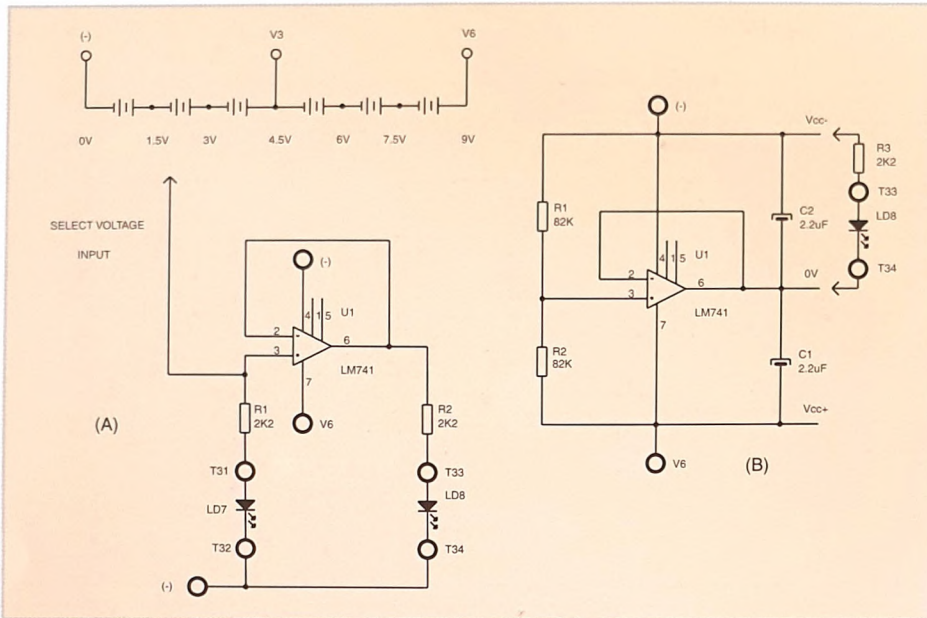 (-) V3 V6
0V 1.5V 3V 4.5V 6V 7.5V 9V
SELECT VOLTAGE
INPUT
(-)
4 1 5 U1
2
-
6
3
+
LM741
7
V6
R1
2K2
R2
2K2
(A)
T31
LD7
T32
T33
LD8
T34
(-)
(-)
Vcc-
R3
2K2
T33
LD8
T34
R1
82K
C2
2.2uF
4 1 5 U1
2
-
6
3
+
LM741
7
0V
R2
82K
C1
2.2uF
Vcc+
V6
(B)